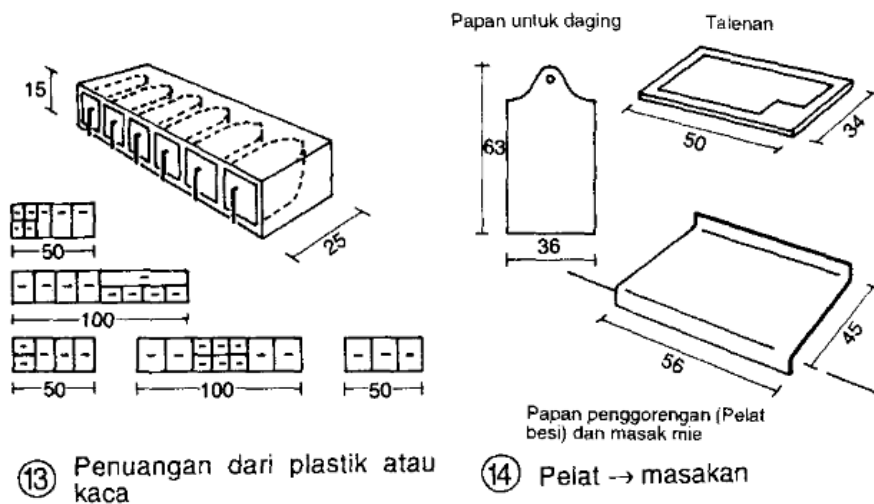 15
25
50
100
50
100
50
13 Penuangan dari plastik atau
kaca
Papan untuk daging
Talenan
63
36
50
34
56
45
Papan penggorengan (Pelat
besi) dan masak mie
14 Pelat → masakan